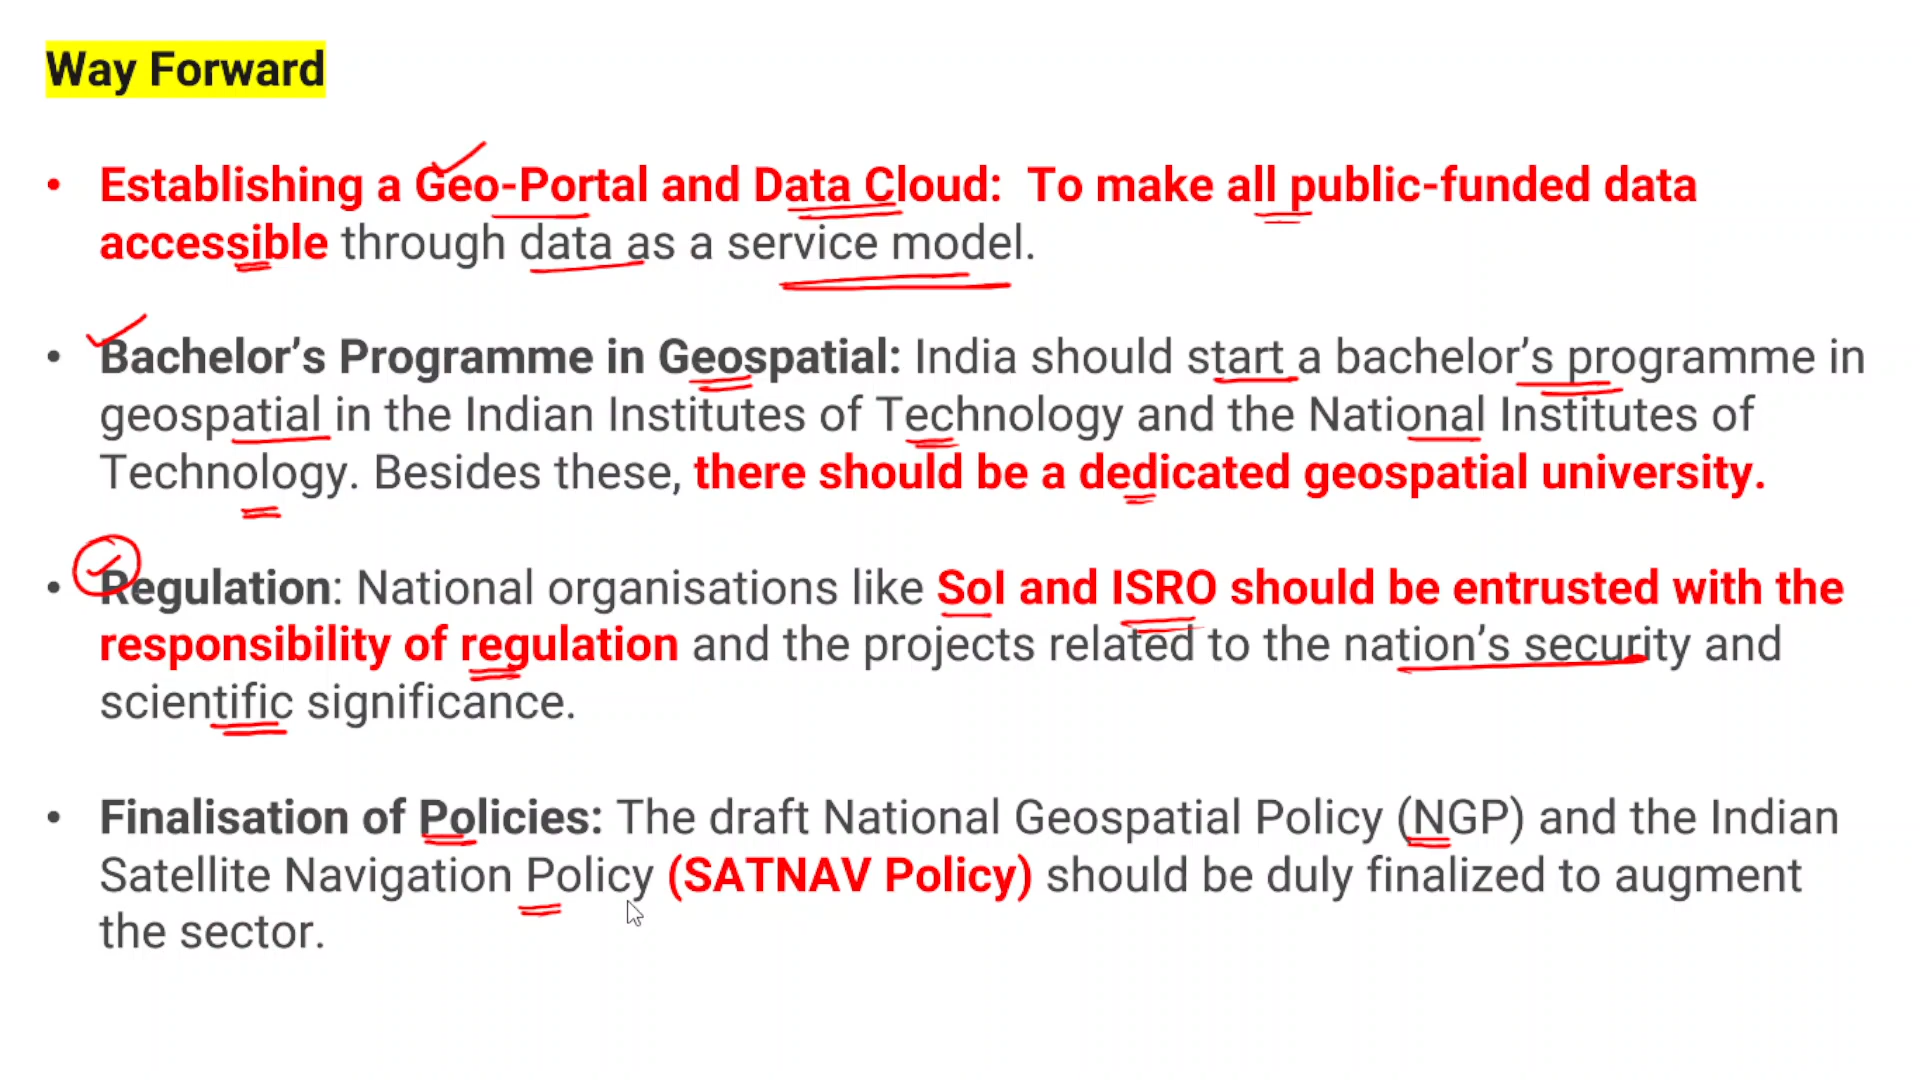 Way Forward
• Establishing a Geo-Portal and Data Cloud: To make all public-funded data
accessible through data as a service model.
• Bachelor’s Programme in Geospatial: India should start a bachelor’s programme in
geospatial in the Indian Institutes of Technology and the National Institutes of
Technology. Besides these, there should be a dedicated geospatial university.
• Regulation: National organisations like SoI and ISRO should be entrusted with the
responsibility of regulation and the projects related to the nation’s security and
scientific significance.
• Finalisation of Policies: The draft National Geospatial Policy (NGP) and the Indian
Satellite Navigation Policy (SATNAV Policy) should be duly finalized to augment
the sector.